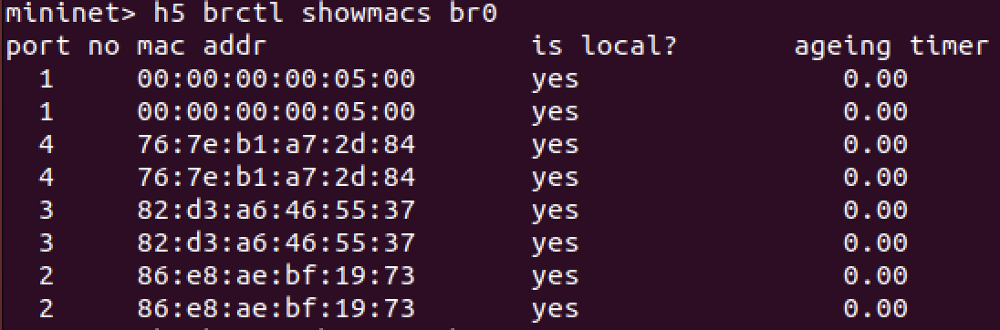 mininet> h5 brctl showmacs br0
port no mac addr                is local?       ageing timer
  1     00:00:00:00:05:00       yes                0.00
  1     00:00:00:00:05:00       yes                0.00
  4     76:7e:b1:a7:2d:84       yes                0.00
  4     76:7e:b1:a7:2d:84       yes                0.00
  3     82:d3:a6:46:55:37       yes                0.00
  3     82:d3:a6:46:55:37       yes                0.00
  2     86:e8:ae:bf:19:73       yes                0.00
  2     86:e8:ae:bf:19:73       yes                0.00